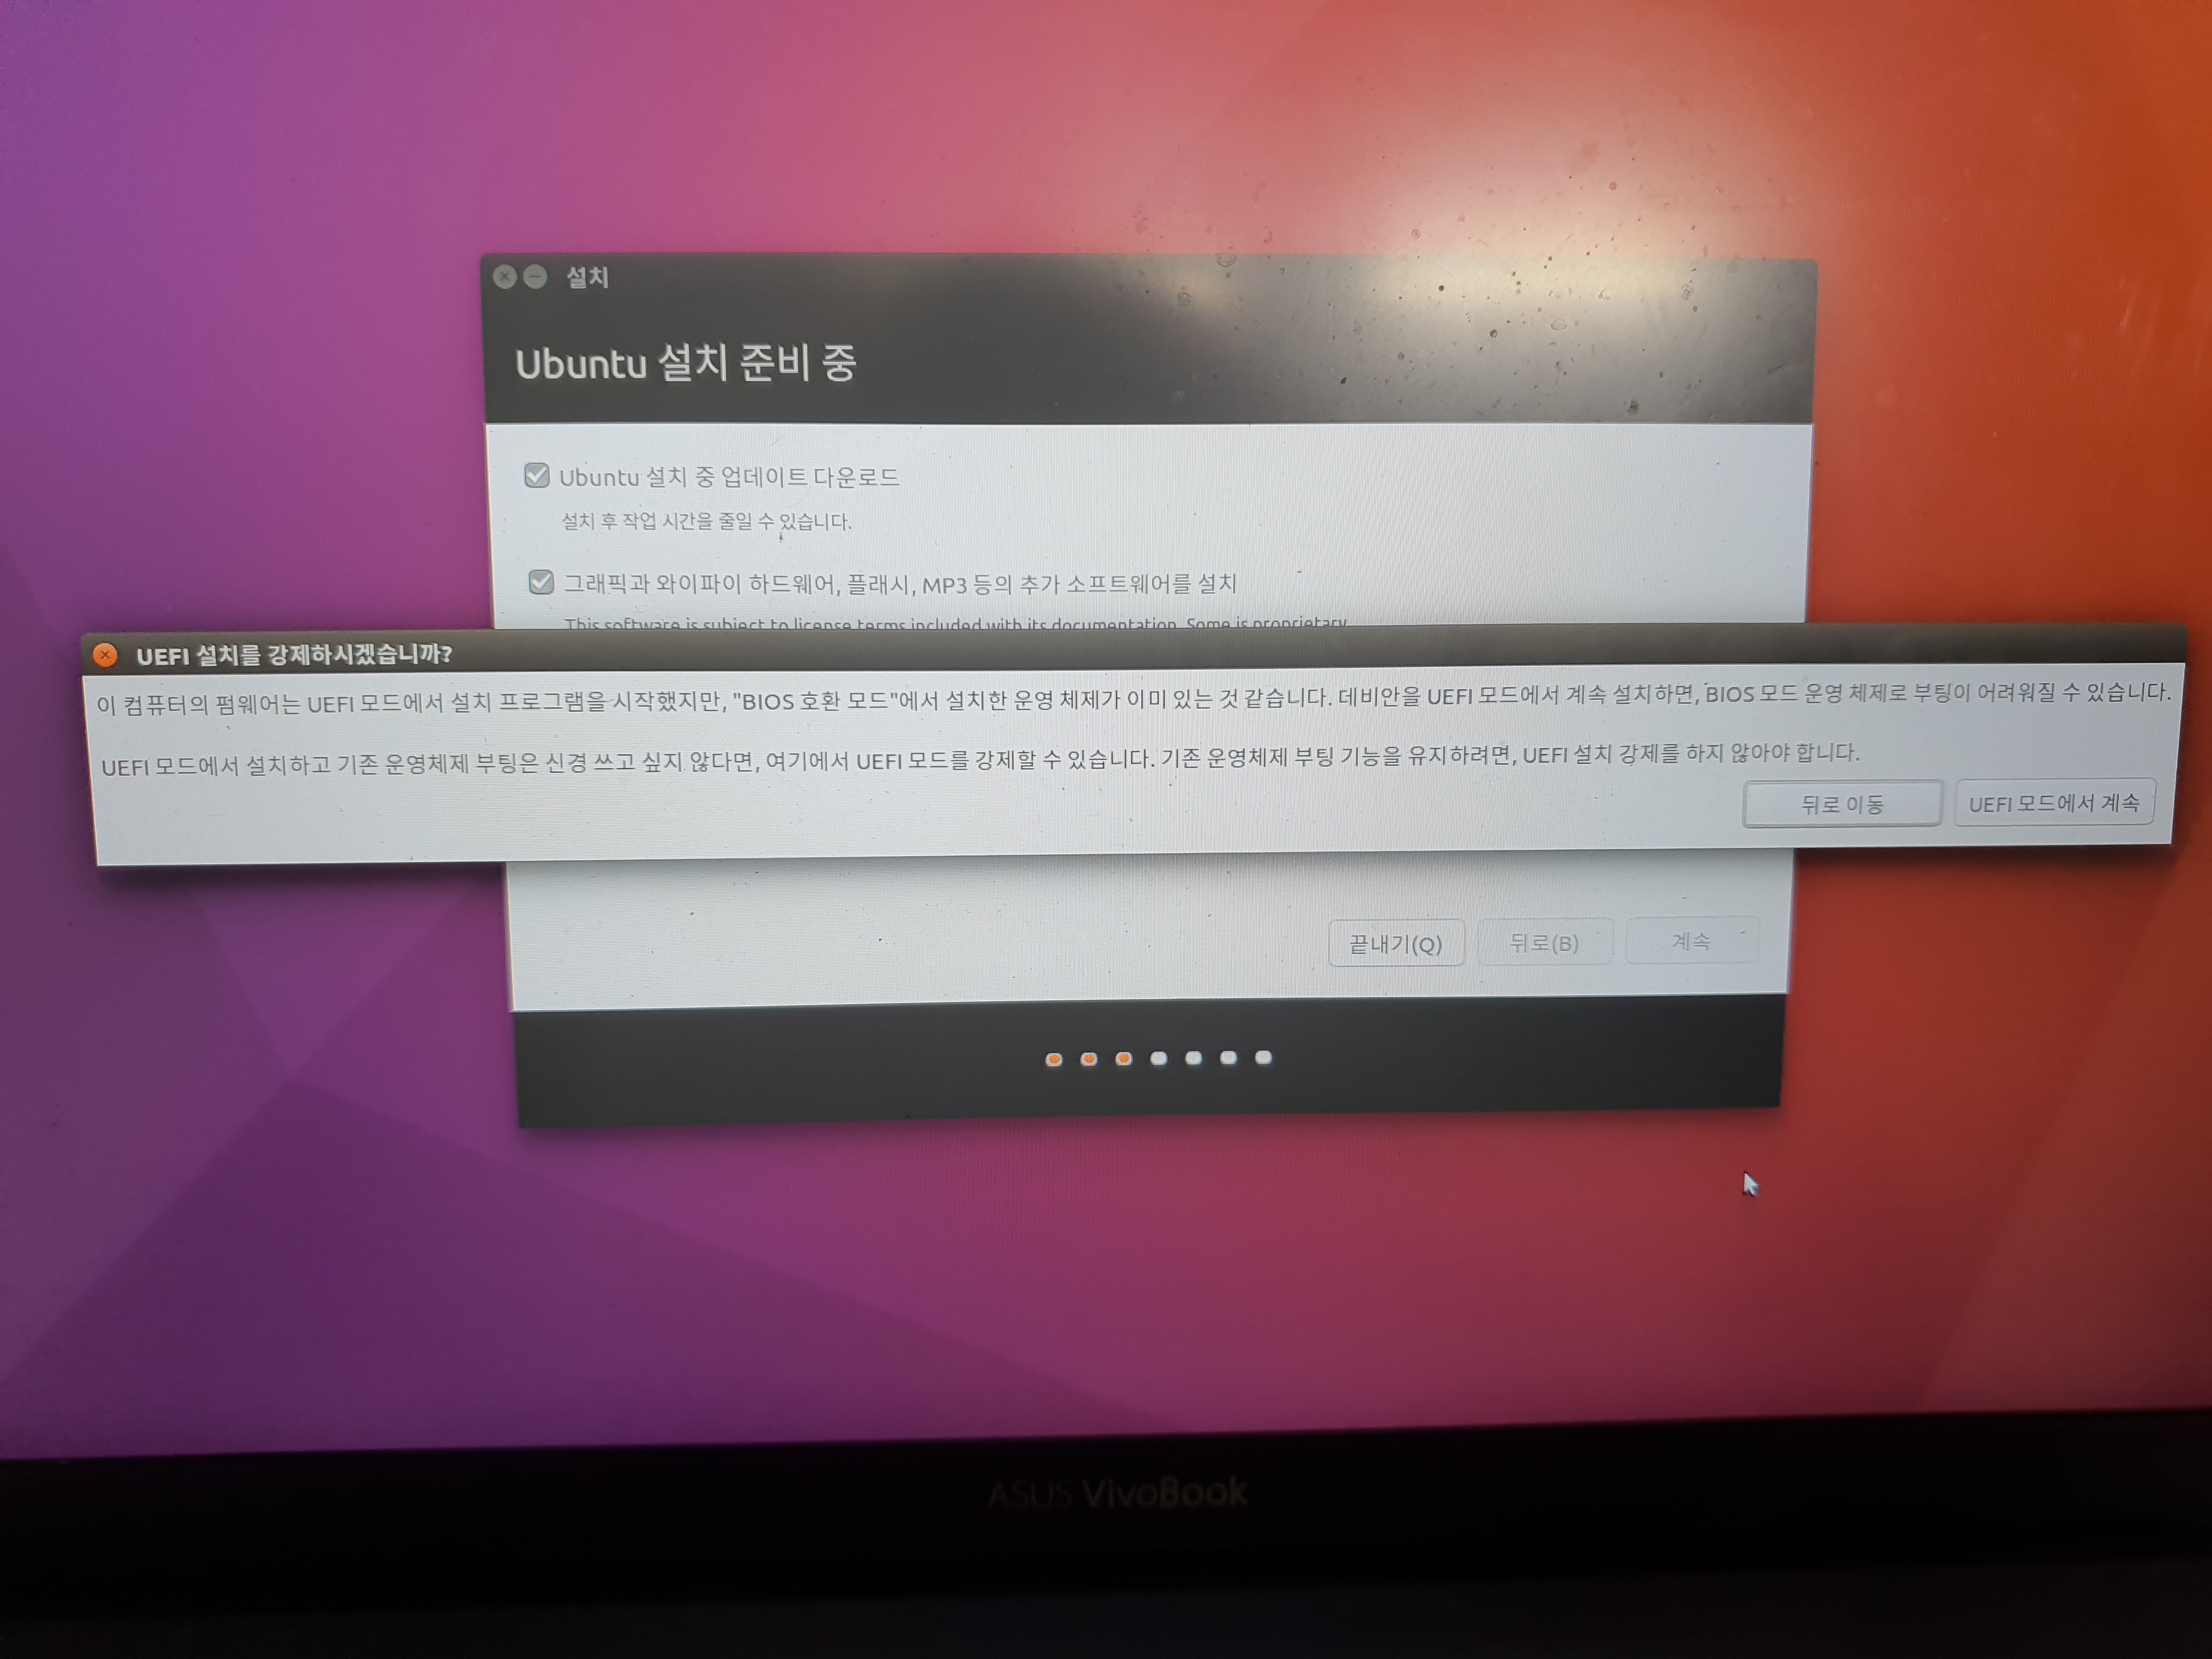 설치
Ubuntu 설치 준비 중
Ubuntu 설치 중 업데이트 다운로드
설치 후 작업 시간을 줄일 수 있습니다.
그래픽과 와이파이 하드웨어, 플래시, MP3 등의 추가 소프트웨어를 설치
This software is subject to license terms included with its documentation. Some is proprietary.
UEFI 설치를 강제하시겠습니까?
이 컴퓨터의 펌웨어는 UEFI 모드에서 설치 프로그램을 시작했지만, "BIOS 호환 모드"에서 설치한 운영 체제가 이미 있는 것 같습니다. 데비안을 UEFI 모드에서 계속 설치하면, BIOS 모드 운영 체제로 부팅이 어려워질 수 있습니다.
UEFI 모드에서 설치하고 기존 운영체제 부팅은 신경 쓰고 싶지 않다면, 여기에서 UEFI 모드를 강제할 수 있습니다. 기존 운영체제 부팅 기능을 유지하려면, UEFI 설치 강제를 하지 않아야 합니다.
뒤로 이동
UEFI 모드에서 계속
끝내기(Q)
뒤로(B)
계속
ASUS VivoBook